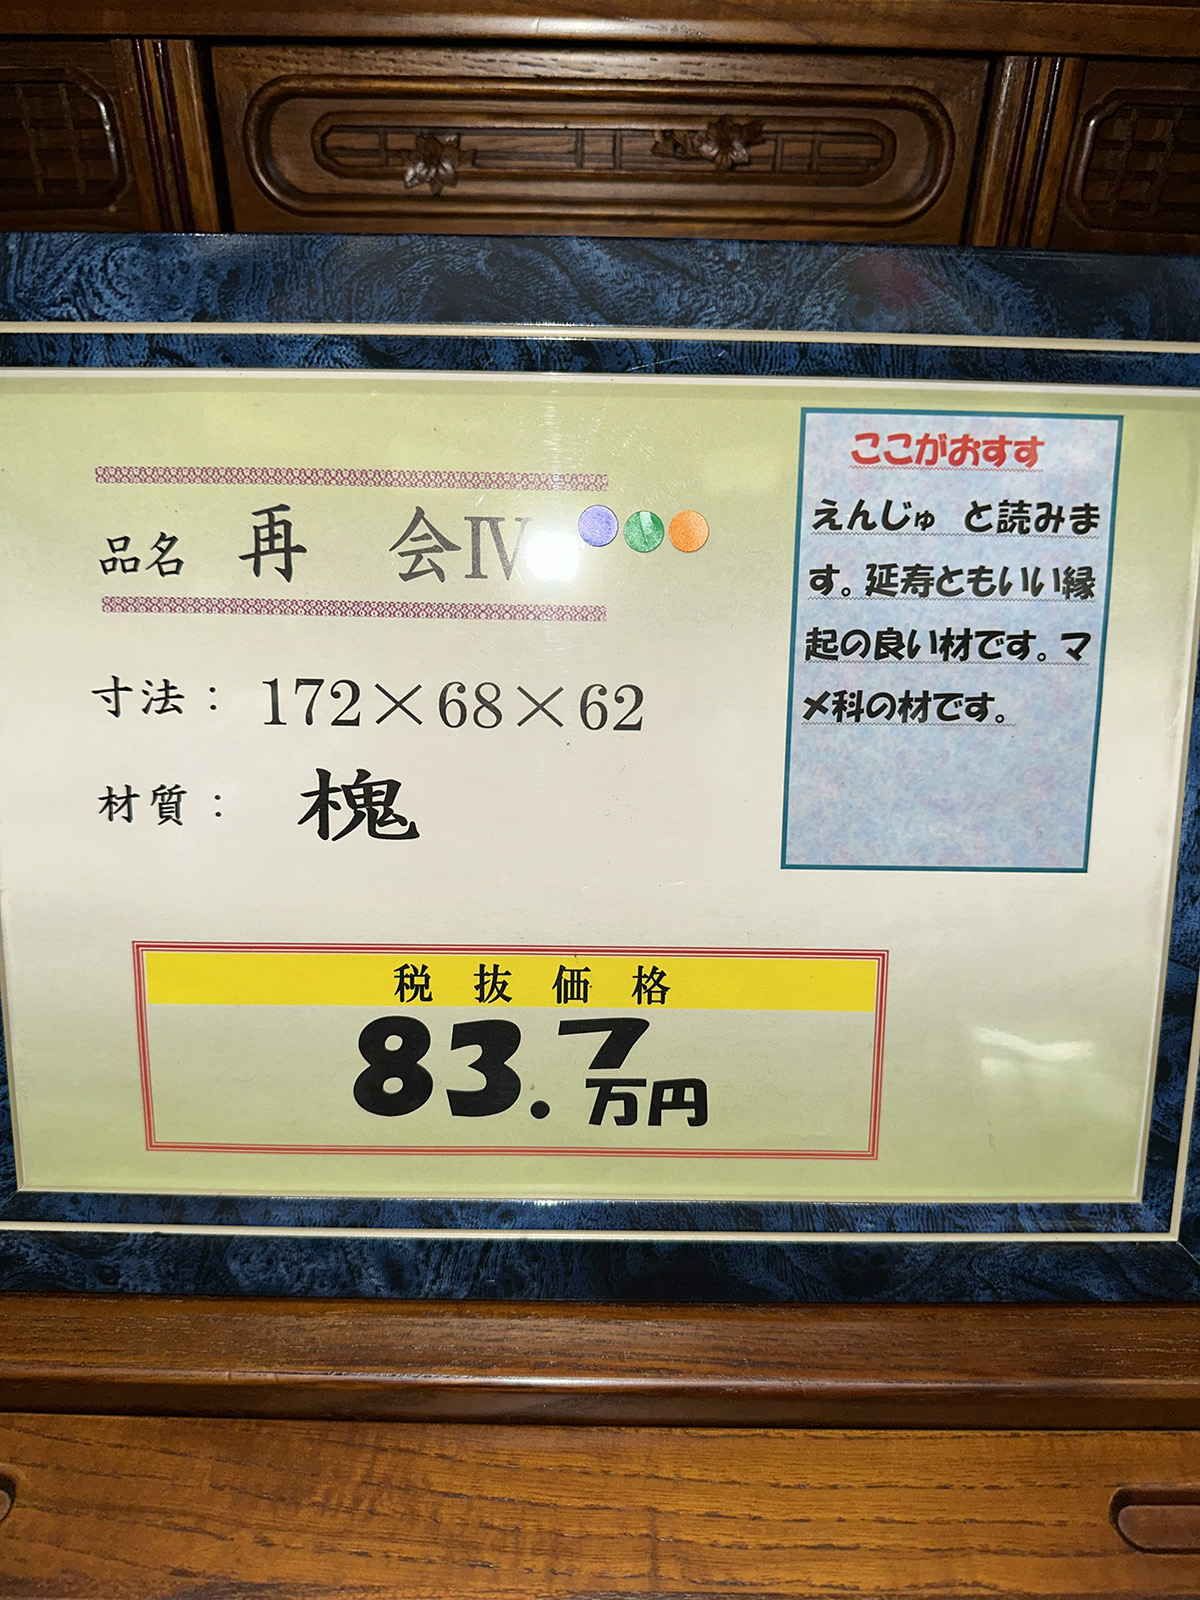 品名 再 会Ⅳ
寸法： 172×68×62
材質： 槐
ここがおすす
えんじゅ と読みま
す。延寿ともいい縁
起の良い材です。マ
メ科の材です。
税抜価格
83.7万円